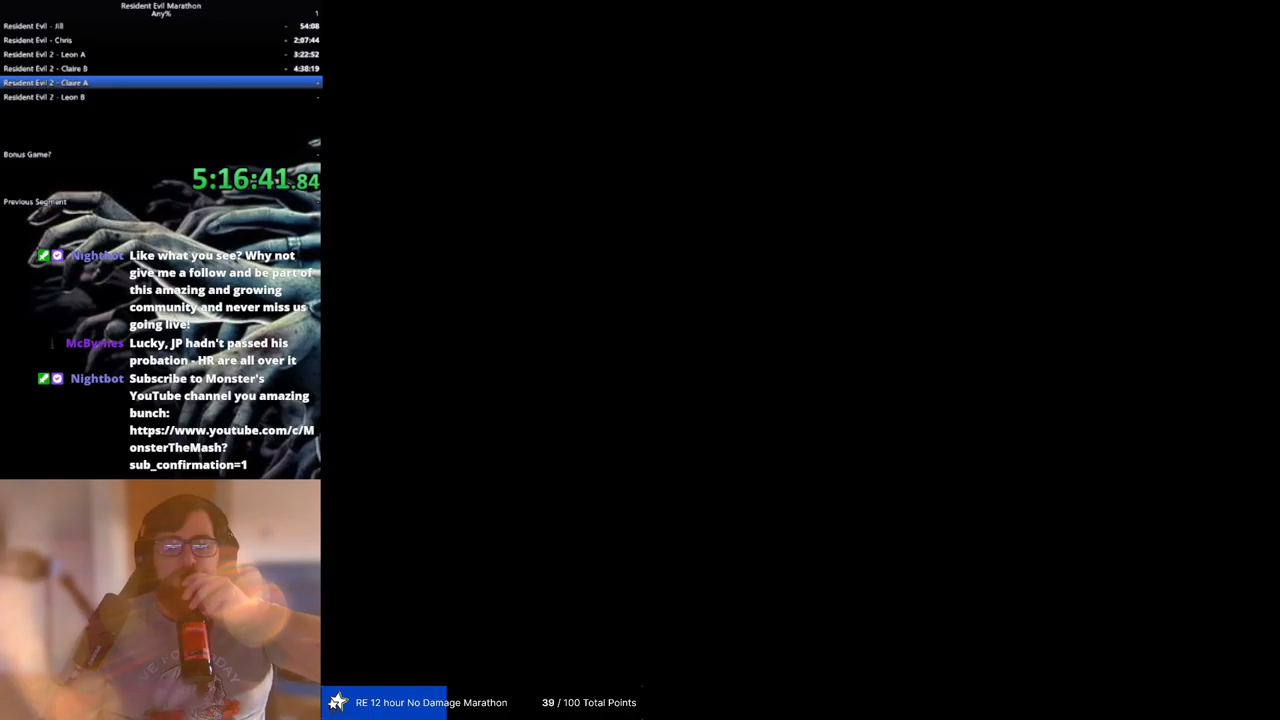 Resident Evil Marathon
Any%
1
Resident Evil - Jill - 54:08
Resident Evil - Chris - 2:07:44
Resident Evil 2 - Leon A - 3:22:52
Resident Evil 2 - Claire B - 4:38:19
Resident Evil 2 - Claire A -
Resident Evil 2 - Leon B -
Bonus Game? -
5:16:41.84
Previous Segment -
Nightbot Like what you see? Why not
give me a follow and be part of
this amazing and growing
community and never miss us
going live!
McByrnes Lucky, JP hadn't passed his
probation - HR are all over it
Nightbot Subscribe to Monster's
YouTube channel you amazing
bunch:
https://www.youtube.com/c/M
onsterTheMash?
sub_confirmation=1
RE 12 hour No Damage Marathon 39 / 100 Total Points